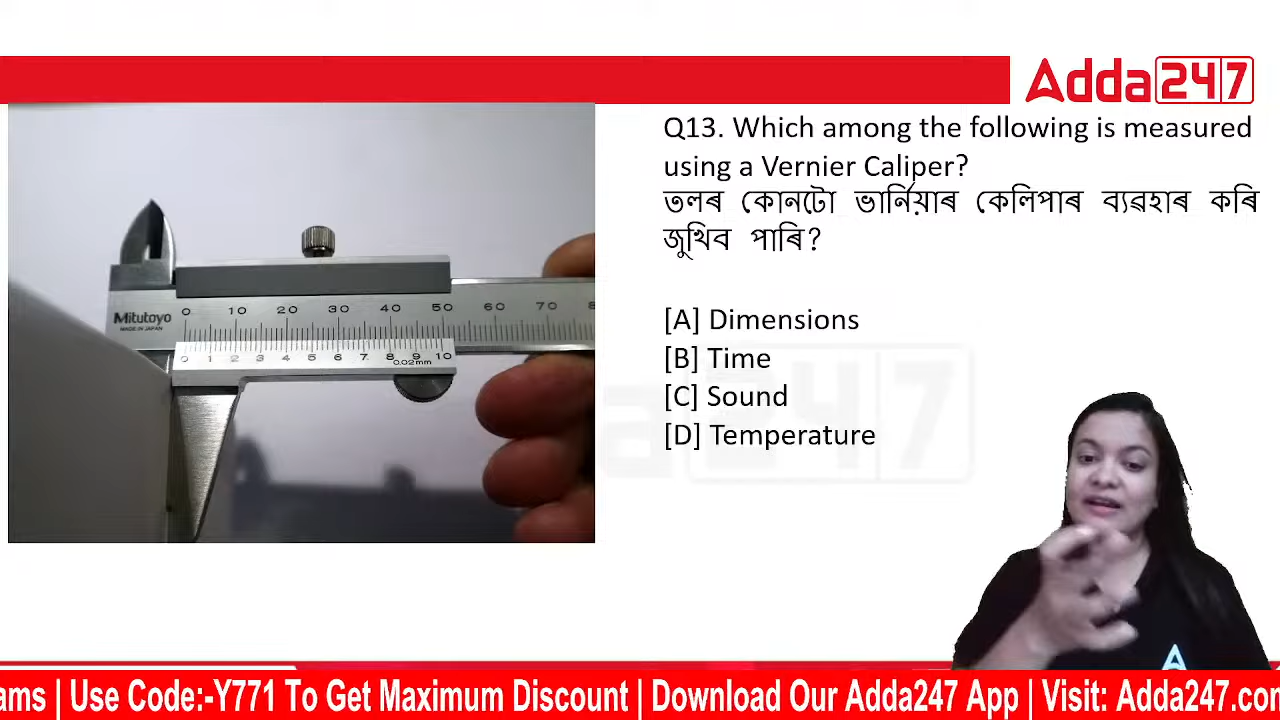 Adda247
Q13. Which among the following is measured
using a Vernier Caliper?
তলৰ কোনটো ভাৰ্নিয়াৰ কেলিপাৰ ব্যৱহাৰ কৰি
জুখিব পাৰি?
[A] Dimensions
[B] Time
[C] Sound
[D] Temperature
0 10 20 30 40 50 60 70 8
Mitutoyo
MADE IN JAPAN
0 1 2 3 4 5 6 7 8 9 10
0.02mm
ams | Use Code:-Y771 To Get Maximum Discount | Download Our Adda247 App | Visit: Adda247.con